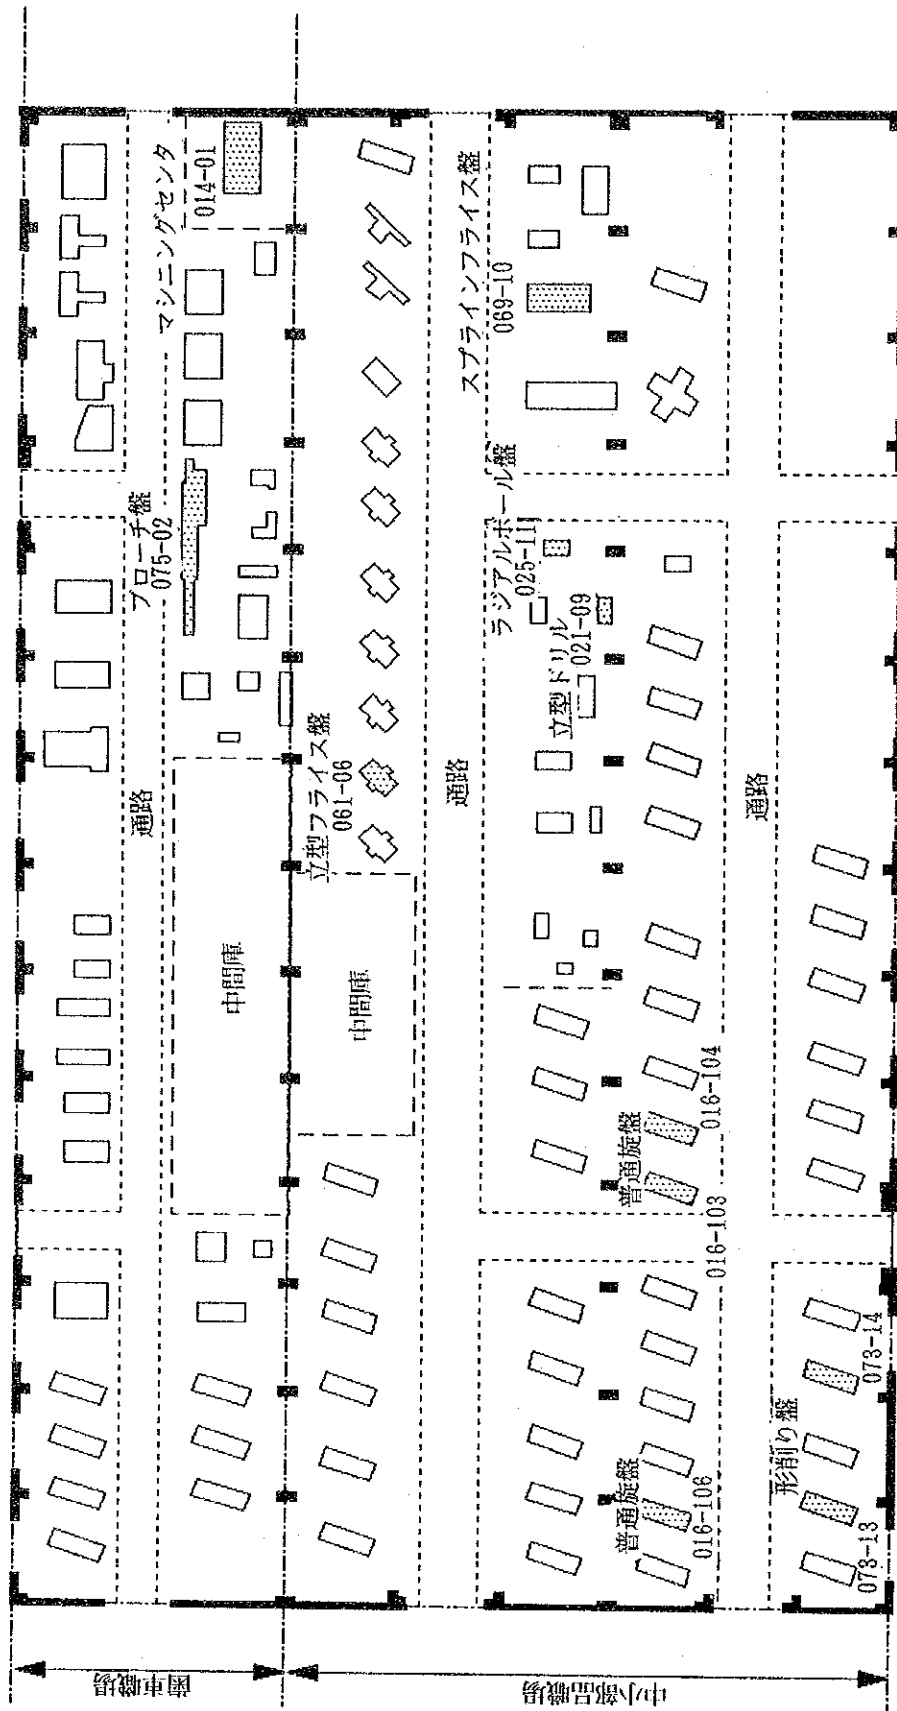 マシニングセンタ
014-01
ブローチ盤
075-02
通路
中間庫
歯車職場
立型フライス盤
061-06
中間庫
通路
スプラインフライス盤
069-10
ラジアルボール盤
025-11
立型ドリル
021-09
普通旋盤
016-104
016-103
普通旋盤
016-106
通路
形削り盤
073-14
073-13
中小部品職場